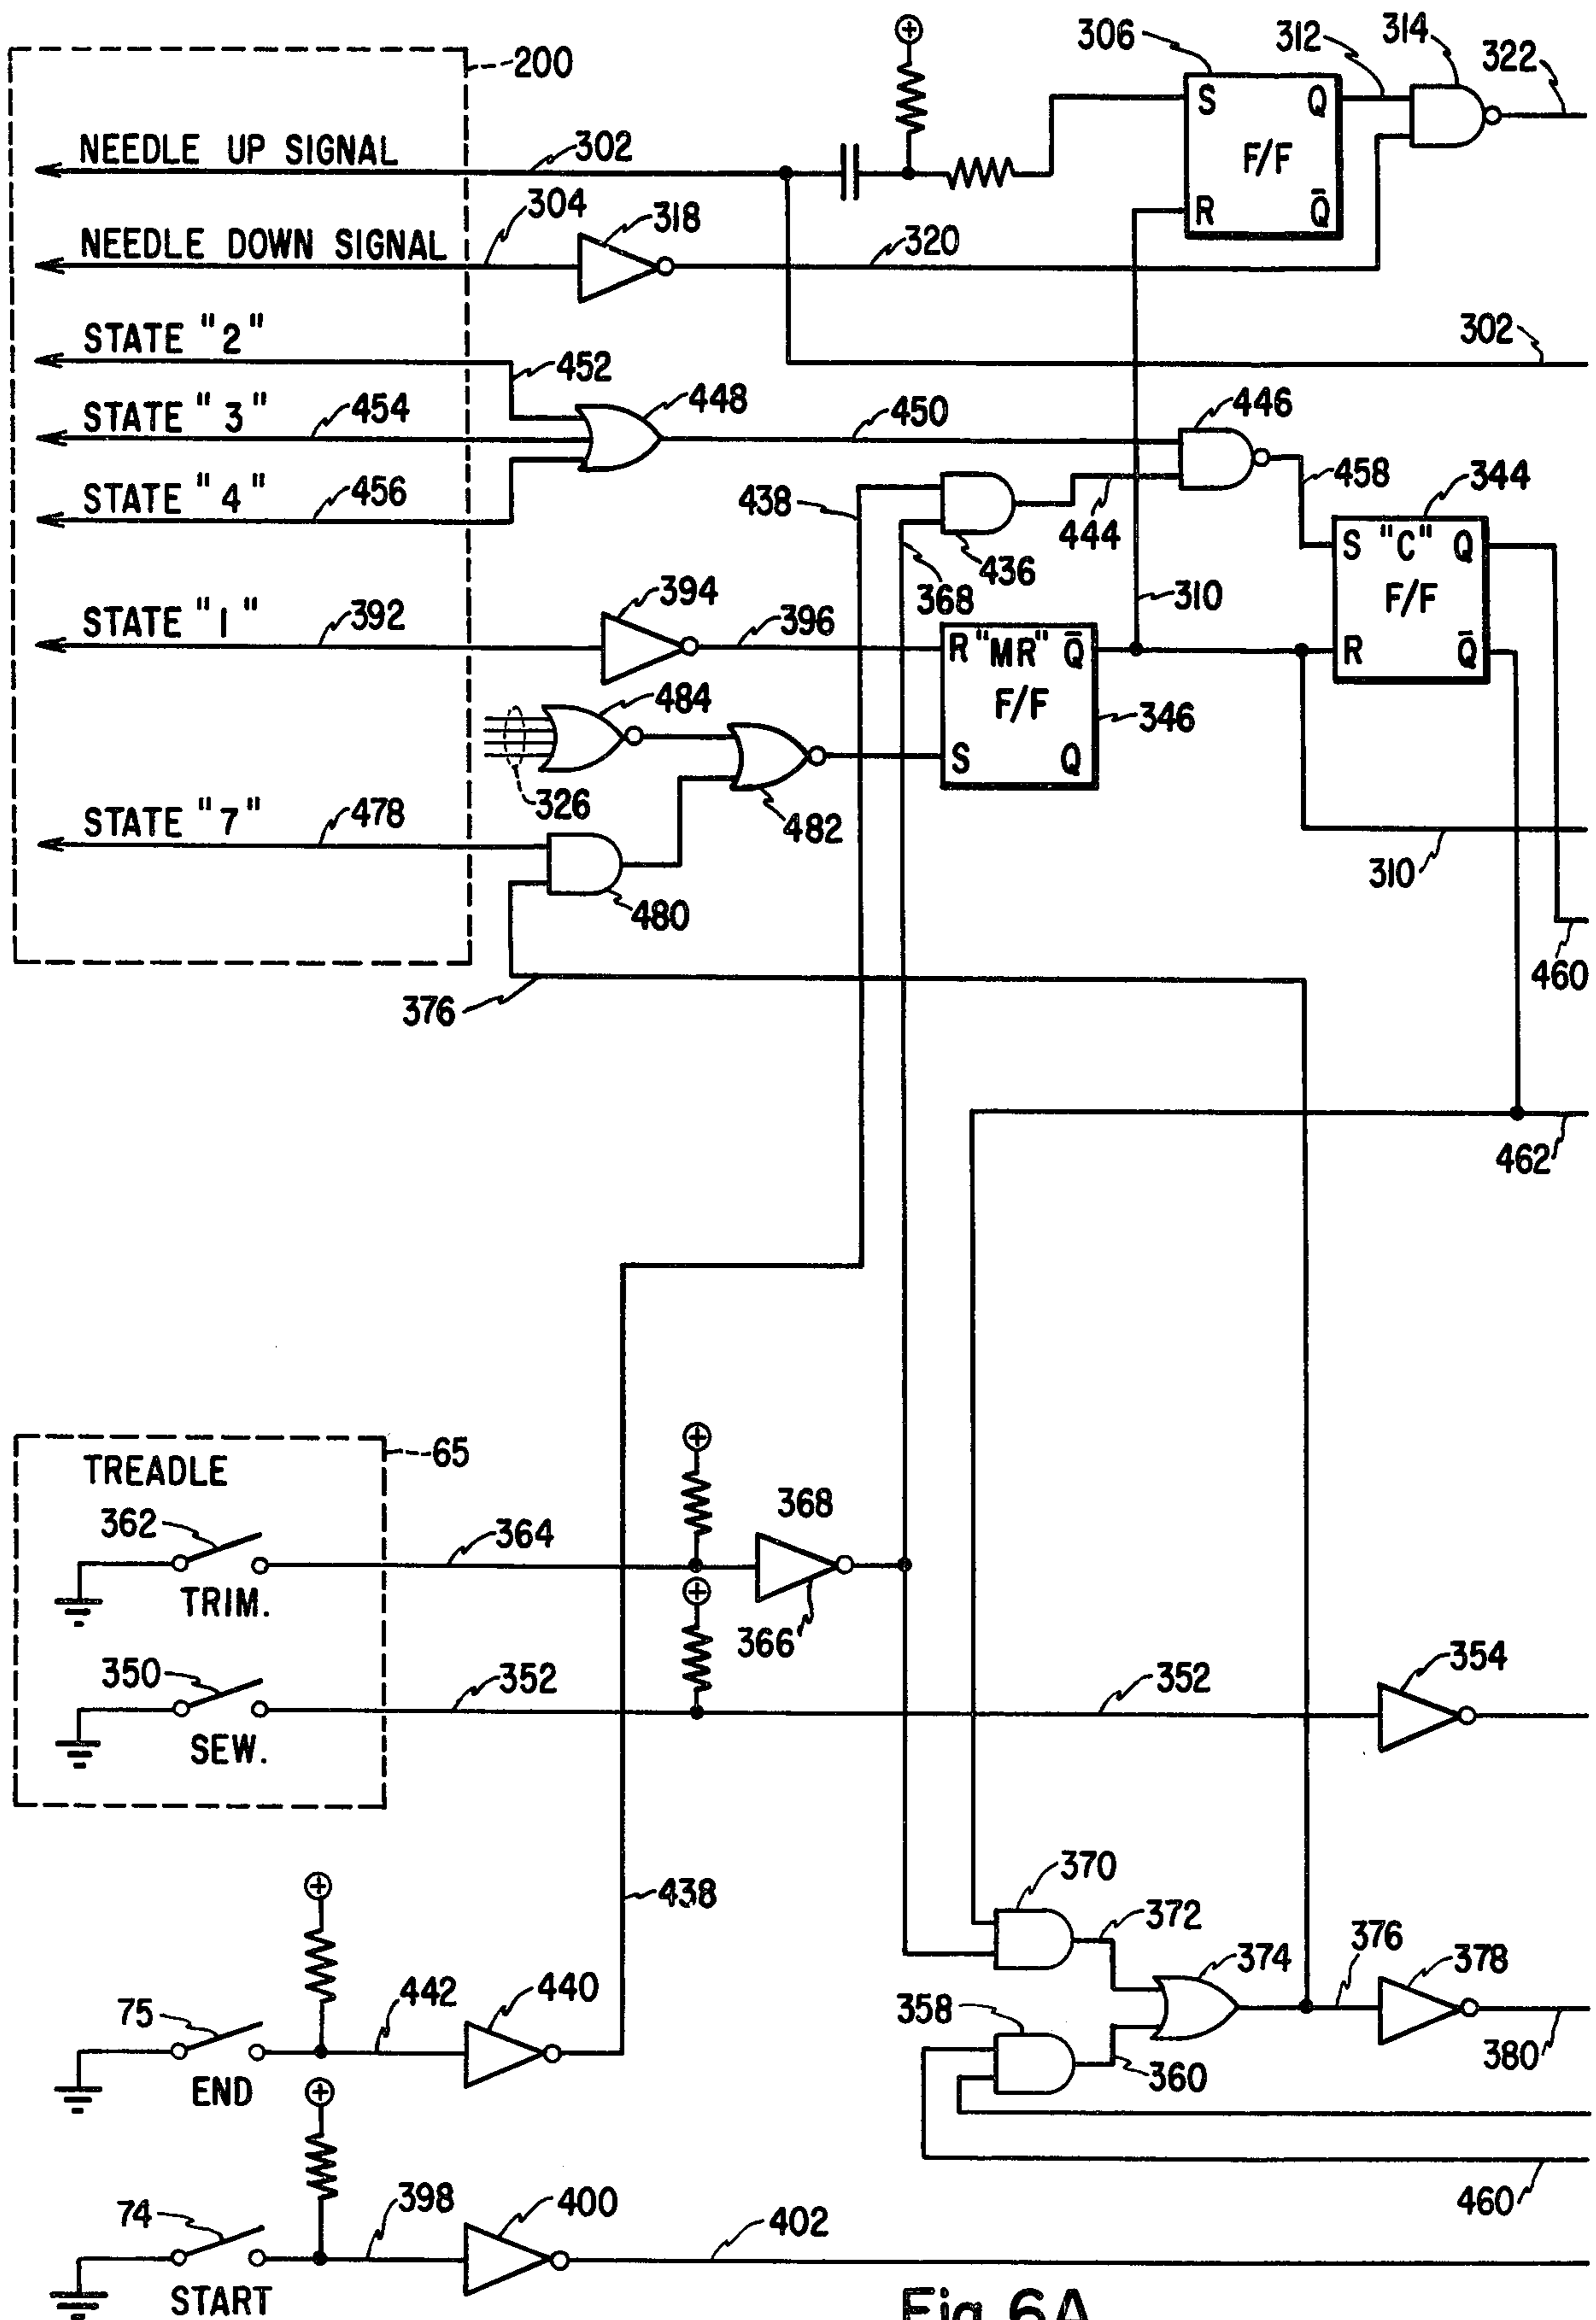 306 312 314 322
200
S Q
NEEDLE UP SIGNAL 302
F/F
304 318
R Q̄
NEEDLE DOWN SIGNAL 320
STATE "2" 302
452
STATE "3" 454 448 450 446
458 344
STATE "4" 456 438
S "C" Q
444
436
F/F
368
STATE "1" 392 394 396 310
R "MR" Q̄ R Q̄
484 F/F 346
S Q
326
STATE "7" 478 482
310
480
460
376
462
65
TREADLE
362 364 368
TRIM.
366
350 352 352 354
SEW.
370
438 372
374 376 378
442 440
75 358
380
END 360
398 400 402
74 460
START
Fig. 6A